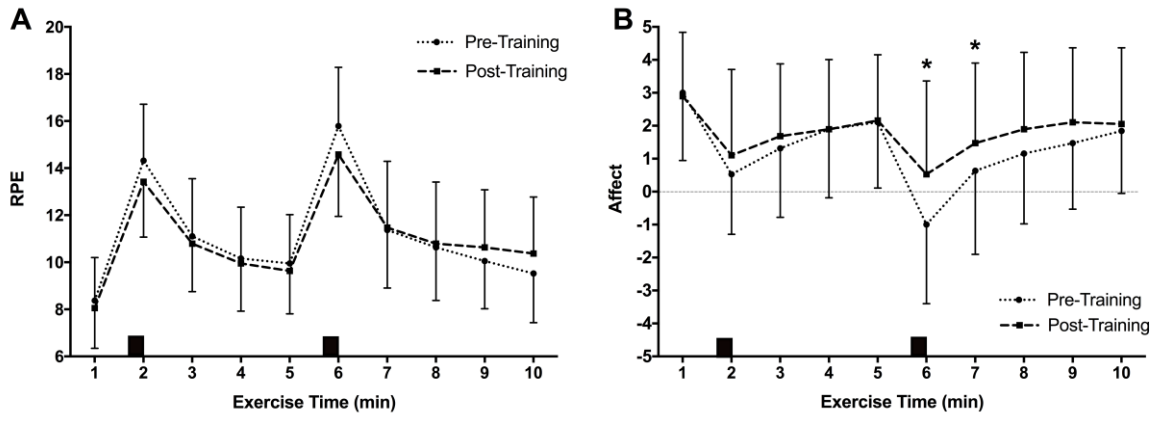 A
20
18
16
14
12
10
8
6
RPE
Pre-Training
Post-Training
1 2 3 4 5 6 7 8 9 10
Exercise Time (min)
B
5
4
3
2
1
0
-1
-2
-3
-4
-5
Affect
* *
Pre-Training
Post-Training
1 2 3 4 5 6 7 8 9 10
Exercise Time (min)